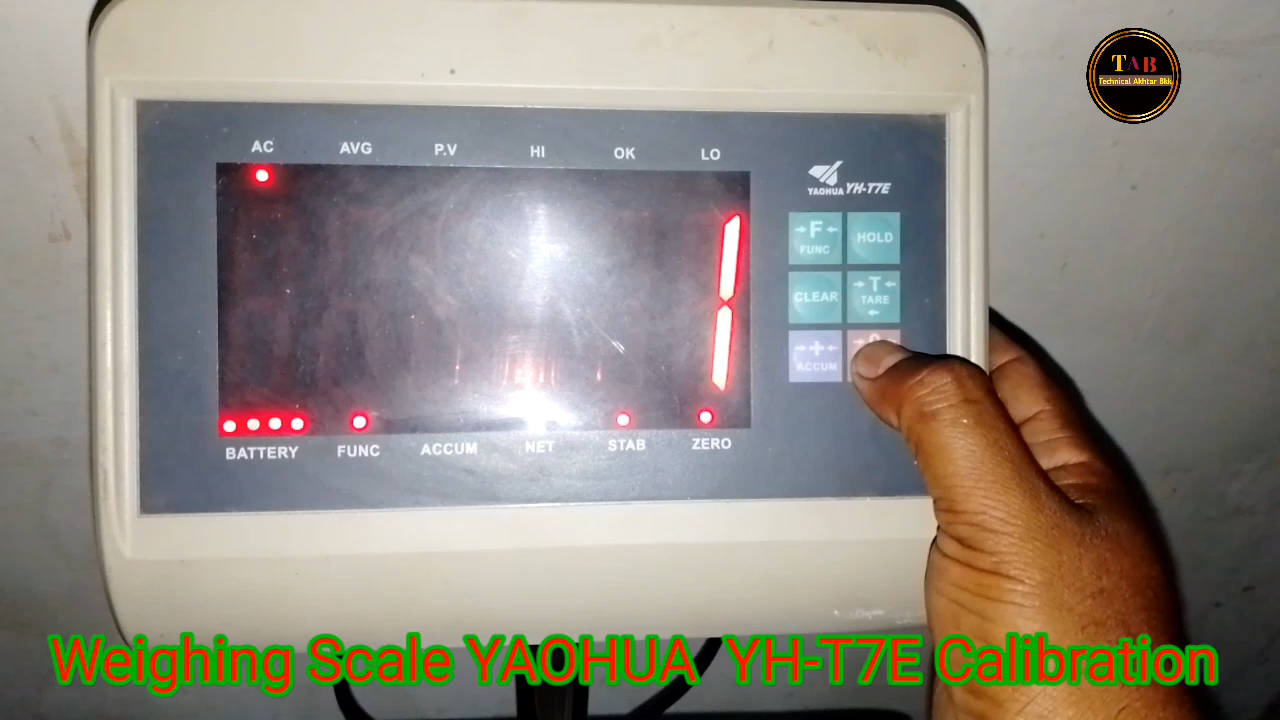 TAB
Technical Akhtar Bkk
AC AVG P.V HI OK LO
YAOHUA YH-T7E
F
FUNC
HOLD
CLEAR
T
TARE
1
ACCUM
BATTERY FUNC ACCUM NET STAB ZERO
Weighing Scale YAOHUA YH-T7E Calibration